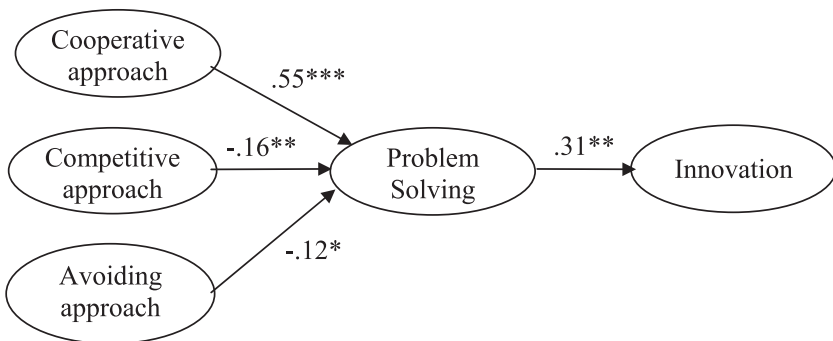 Cooperative
approach
.55***
Competitive
approach
-.16**
Problem
Solving
.31**
Innovation
-.12*
Avoiding
approach